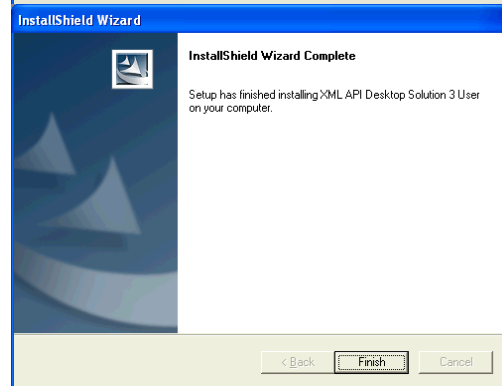 InstallShield Wizard
InstallShield Wizard Complete
Setup has finished installing XML API Desktop Solution 3 User
on your computer.
< Back
Finish
Cancel